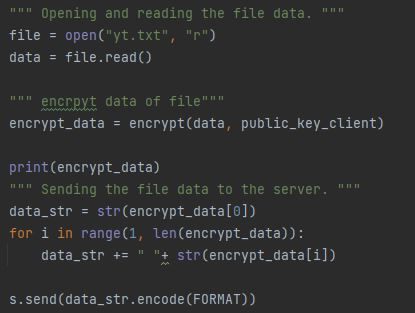 """ Opening and reading the file data. """
file = open("yt.txt", "r")
data = file.read()
""" encrpyt data of file"""
encrypt_data = encrypt(data, public_key_client)
print(encrypt_data)
""" Sending the file data to the server. """
data_str = str(encrypt_data[0])
for i in range(1, len(encrypt_data)):
    data_str += " "+ str(encrypt_data[i])
s.send(data_str.encode(FORMAT))